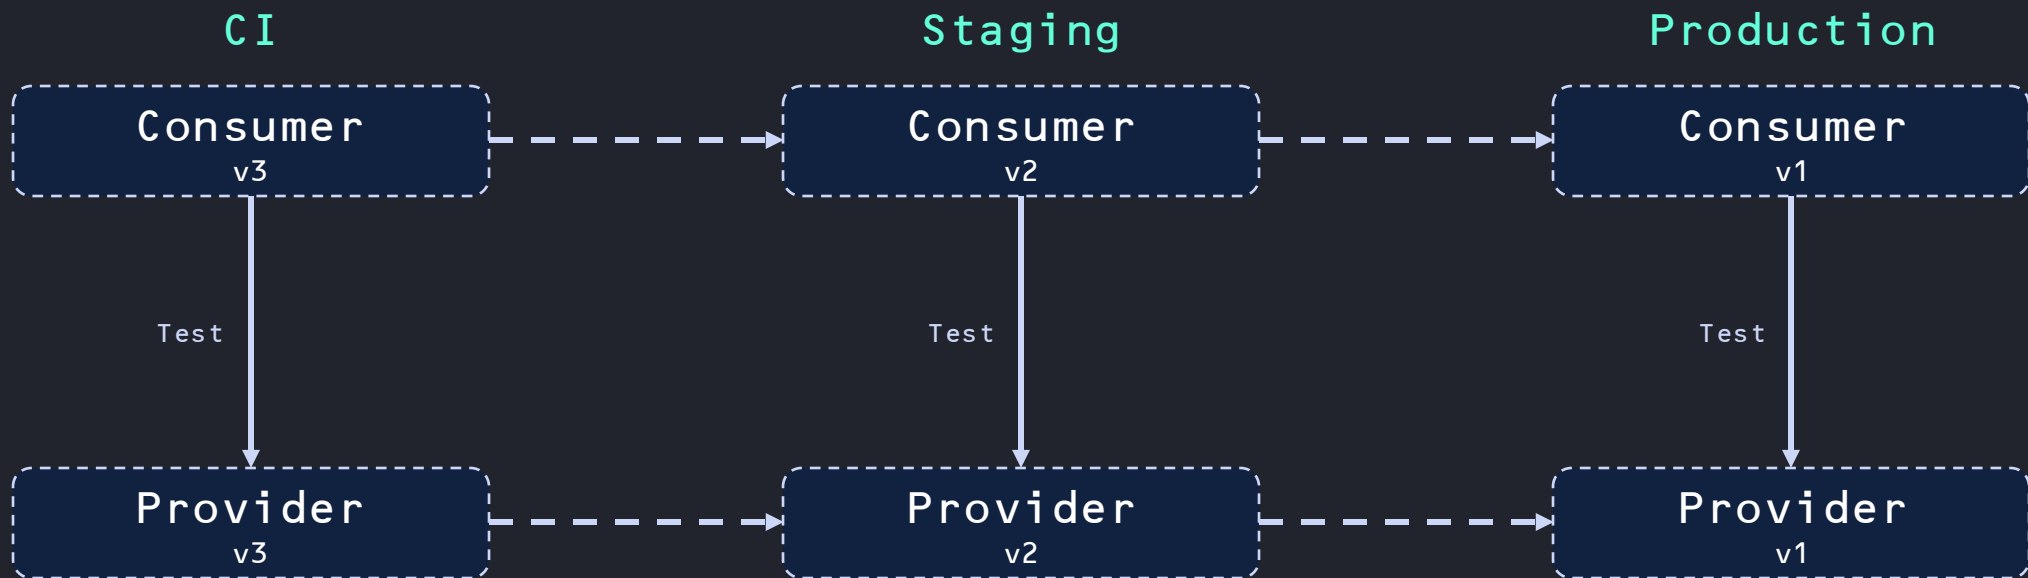 CI
Staging
Production
Consumer
v3
Consumer
v2
Consumer
v1
Test
Test
Test
Provider
v3
Provider
v2
Provider
v1